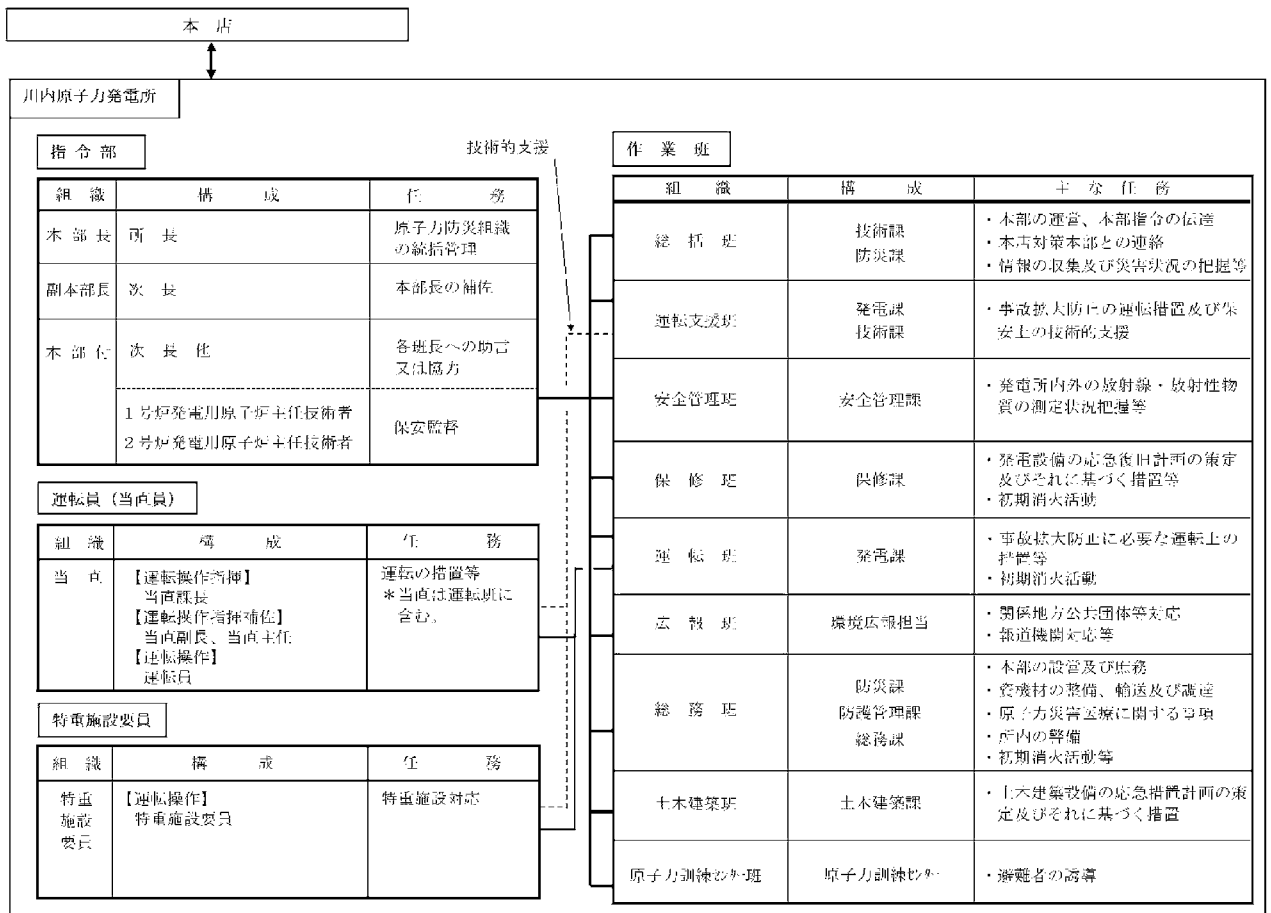 本店
川内原子力発電所
指令部
組織 構成 任務
本部長 所長 原子力防災組織
の統括管理
副本部長 次長 本部長の補佐
本部付 次長他 各班長への助言
又は協力
1号炉発電用原子炉主任技術者
2号炉発電用原子炉主任技術者
保安監督
運転員（当直員）
組織 構成 任務
当直
【運転操作指揮】
当直課長
【運転操作指揮補佐】
当直副長、当直主任
【運転操作】
運転員
運転の措置等
＊当直は運転班に
含む。
特重施設要員
組織 構成 任務
特重
施設
要員
【運転操作】
特重施設要員
特重施設対応
技術的支援
作業班
組織 構成 主な任務
総括班
技術課
防災課
・本部の運営、本部指令の伝達
・本店対策本部との連絡
・情報の収集及び災害状況の把握等
運転支援班
発電課
技術課
・事故拡大防止の運転措置及び保
安上の技術的支援
安全管理班
安全管理課
・発電所内外の放射線・放射性物
質の測定状況把握等
保修班
保修課
・発電設備の応急復旧計画の策定
及びそれに基づく措置等
・初期消火活動
運転班
発電課
・事故拡大防止に必要な運転上の
措置等
・初期消火活動
広報班
環境広報担当
・関係地方公共団体等対応
・報道機関対応等
総務班
防災課
防護管理課
総務課
・本部の設営及び庶務
・資機材の整備、輸送及び調達
・原子力災害医療に関する事項
・所内の警備
・初期消火活動等
土木建築班
土木建築課
・土木建築設備の応急措置計画の策
定及びそれに基づく措置
原子力訓練ｾﾝﾀｰ班
原子力訓練ｾﾝﾀｰ
・避難者の誘導